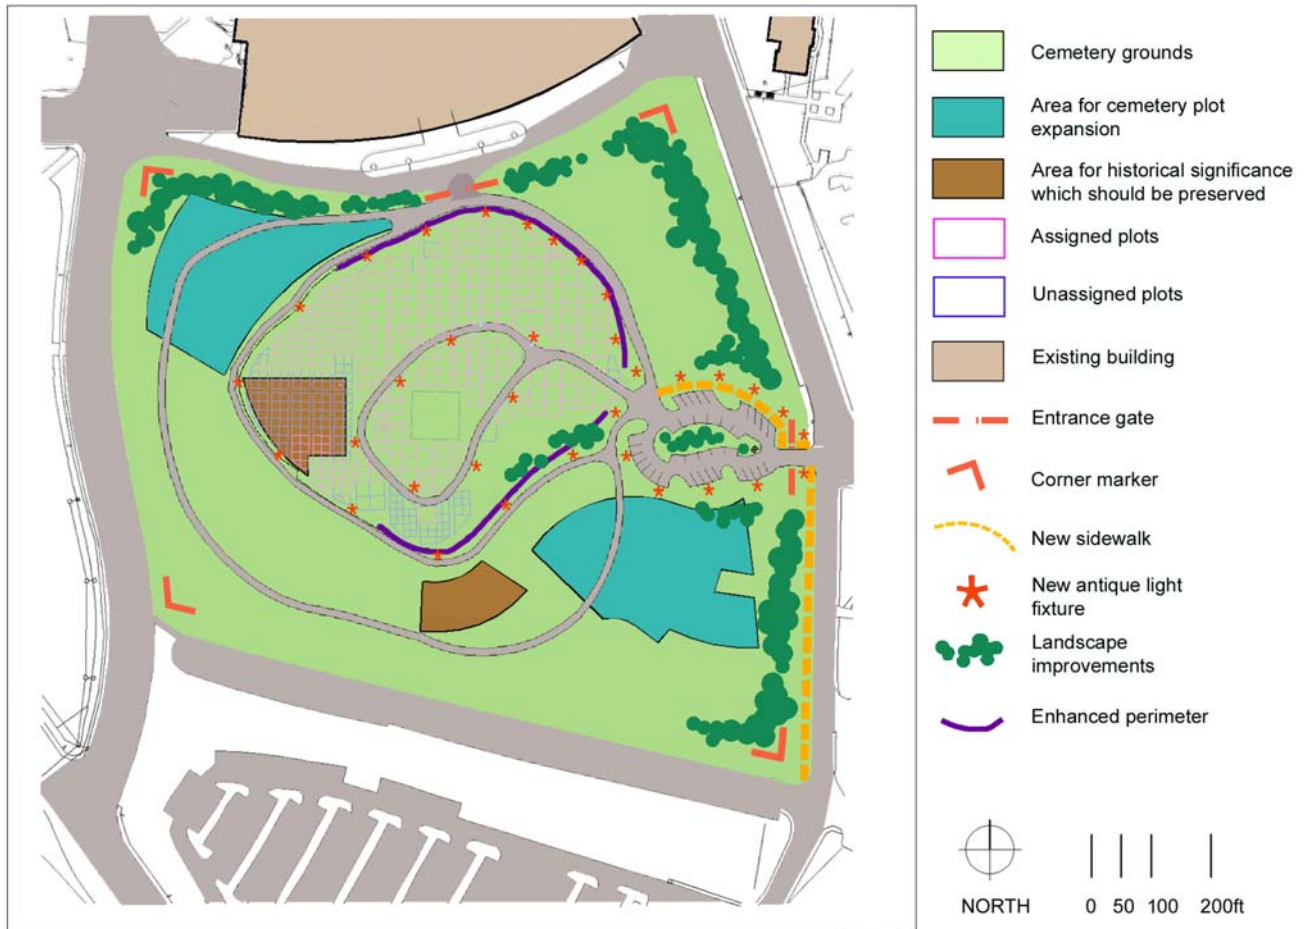 Cemetery grounds
Area for cemetery plot
expansion
Area for historical significance
which should be preserved
Assigned plots
Unassigned plots
Existing building
Entrance gate
Corner marker
New sidewalk
New antique light
fixture
Landscape
improvements
Enhanced perimeter
NORTH
0 50 100 200ft